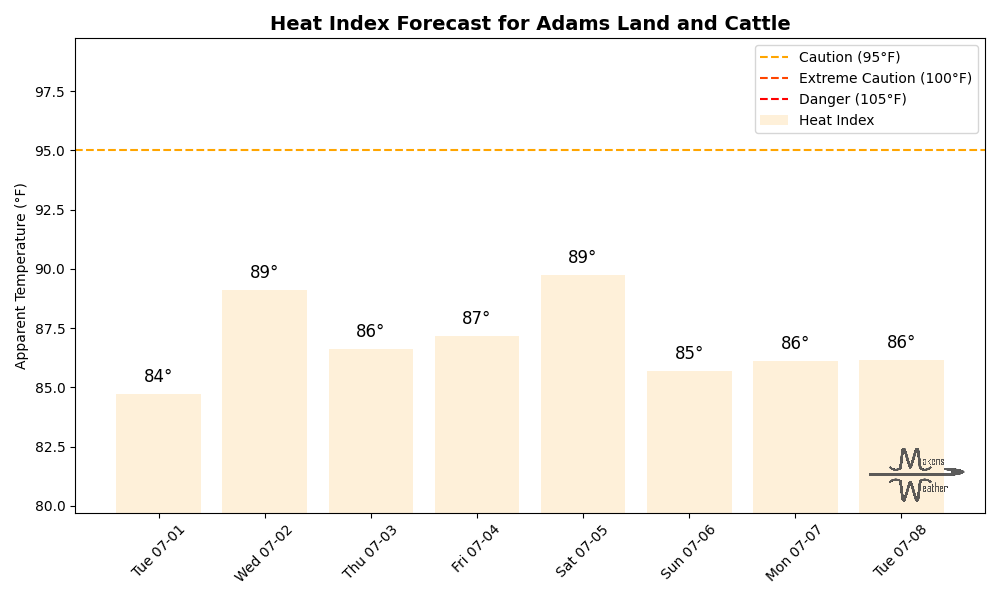 Heat Index Forecast for Adams Land and Cattle
Caution (95°F)
Extreme Caution (100°F)
Danger (105°F)
Heat Index
Apparent Temperature (°F)
97.5
95.0
92.5
90.0
87.5
85.0
82.5
80.0
84°
89°
86°
87°
89°
85°
86°
86°
Tue 07-01
Wed 07-02
Thu 07-03
Fri 07-04
Sat 07-05
Sun 07-06
Mon 07-07
Tue 07-08